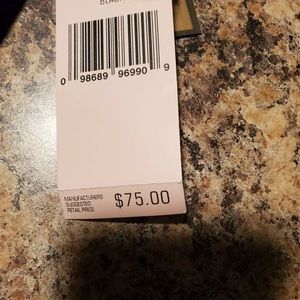 0 98689 96990 9
MANUFACTURERS
SUGGESTED
RETAIL PRICE
$75.00